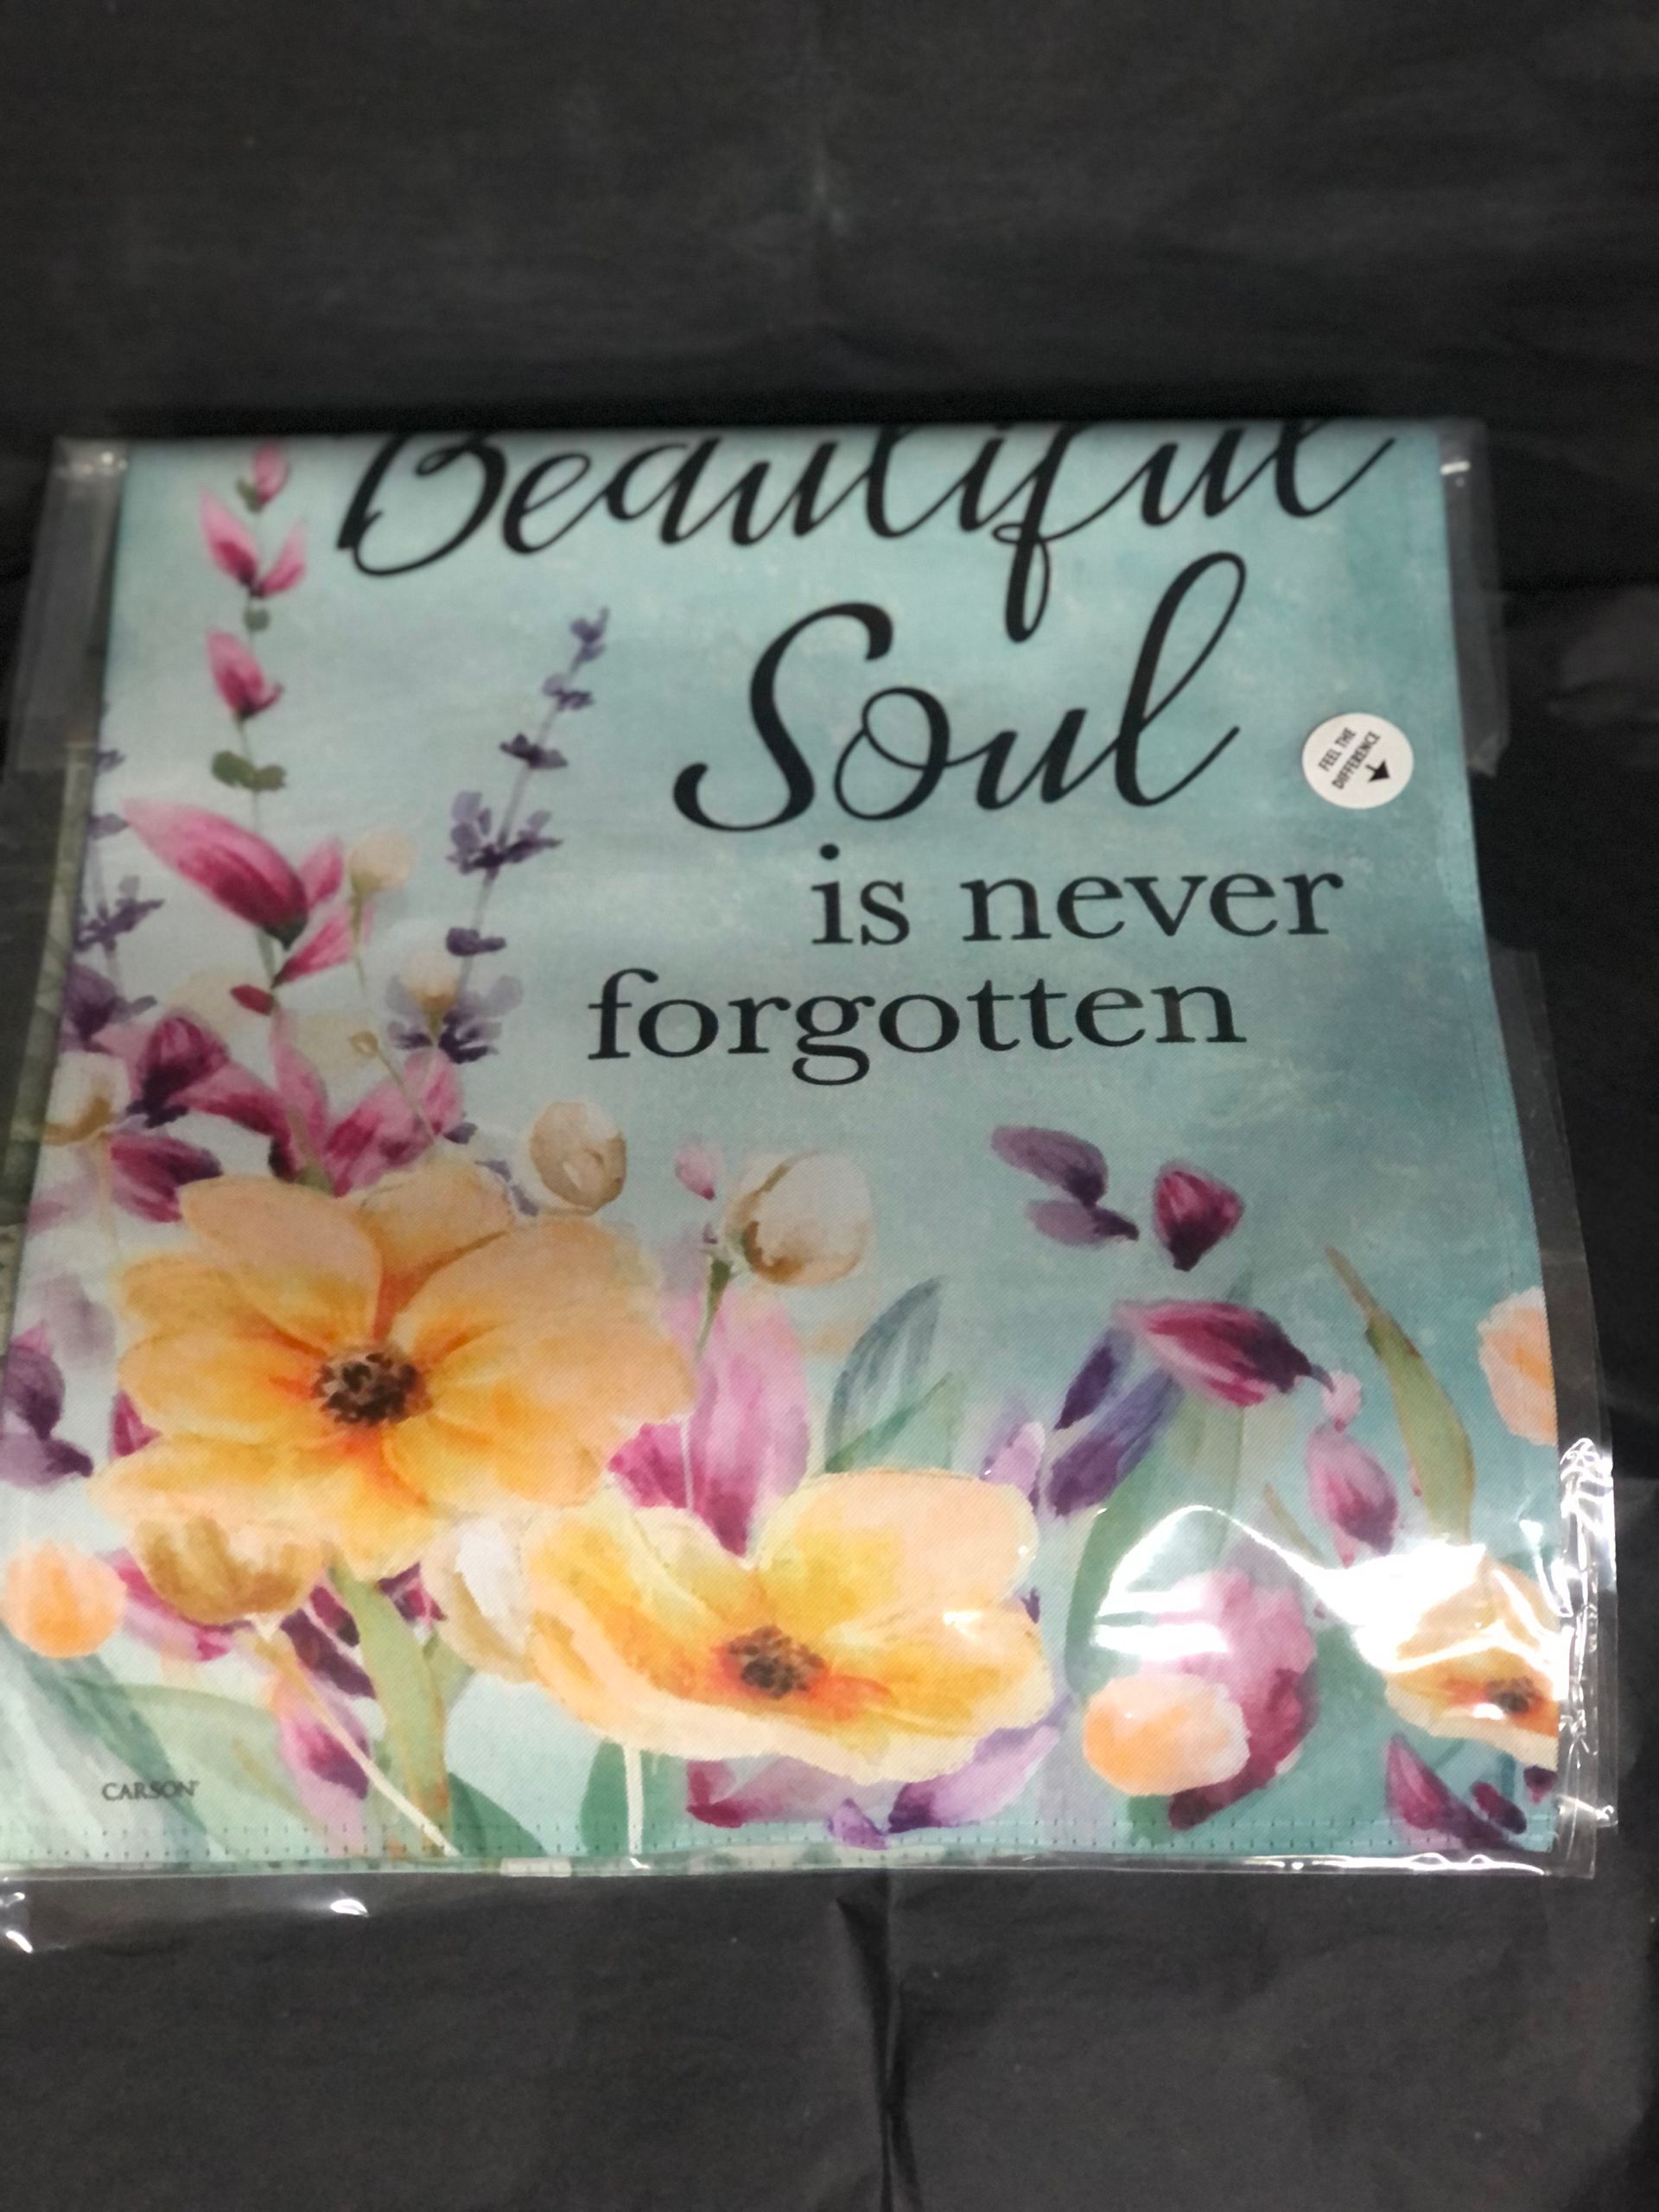 Beautiful
Soul
FEEL THE
DIFFERENCE
is never
forgotten
CARSON®